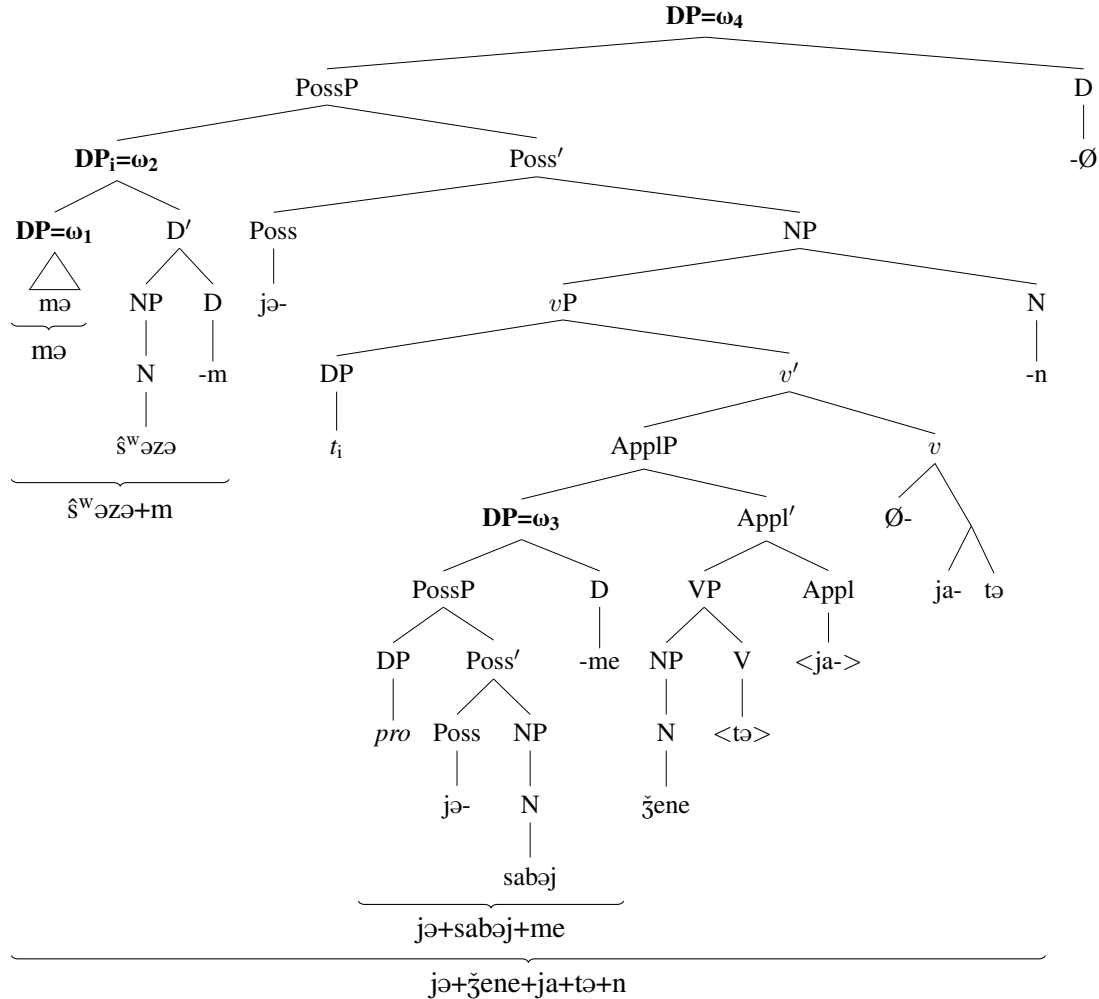 DP=ω₄
PossP D
DPᵢ=ω₂ Poss′ -Ø
DP=ω₁ D′ Poss NP
mə NP D jə- vP N
mə N -m DP v′ -n
ŝʷəzə tᵢ ApplP v
ŝʷəzə+m DP=ω₃ Appl′ Ø-
PossP D VP Appl ja- tə
DP Poss′ -me NP V <ja->
pro Poss NP N <tə>
jə- N ǯene
sabəj
jə+sabəj+me
jə+ǯene+ja+tə+n